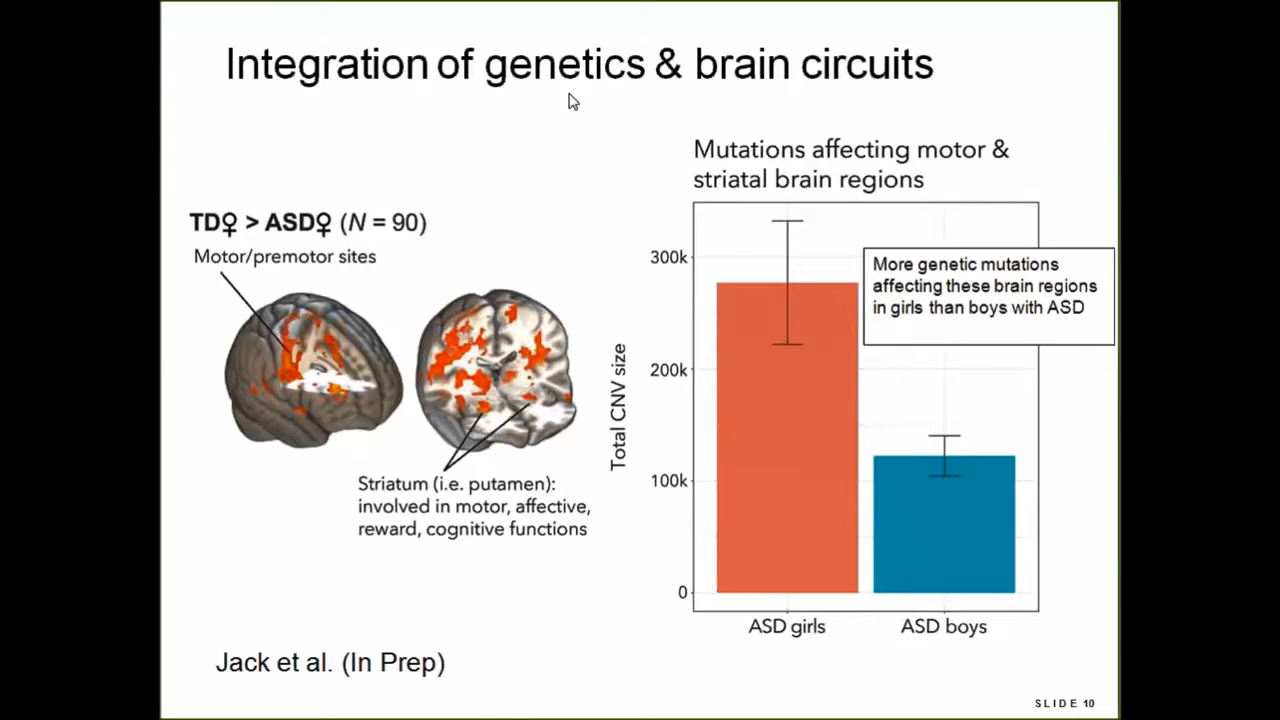 Integration of genetics & brain circuits
TD♀ > ASD♀ (N = 90)
Motor/premotor sites
Striatum (i.e. putamen):
involved in motor, affective,
reward, cognitive functions
Mutations affecting motor &
striatal brain regions
Total CNV size
300k
200k
100k
0
More genetic mutations
affecting these brain regions
in girls than boys with ASD
ASD girls
ASD boys
Jack et al. (In Prep)
SLIDE 10